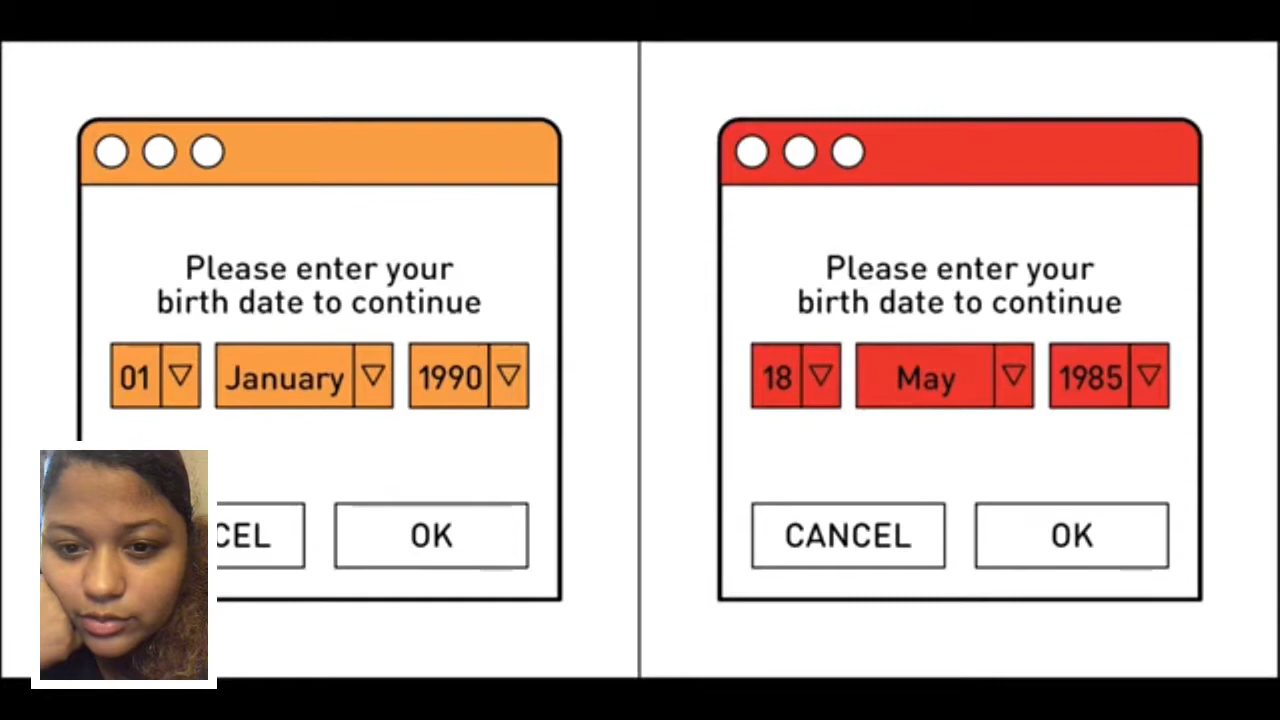 Please enter your
birth date to continue
01 January 1990
CEL OK
Please enter your
birth date to continue
18 May 1985
CANCEL OK